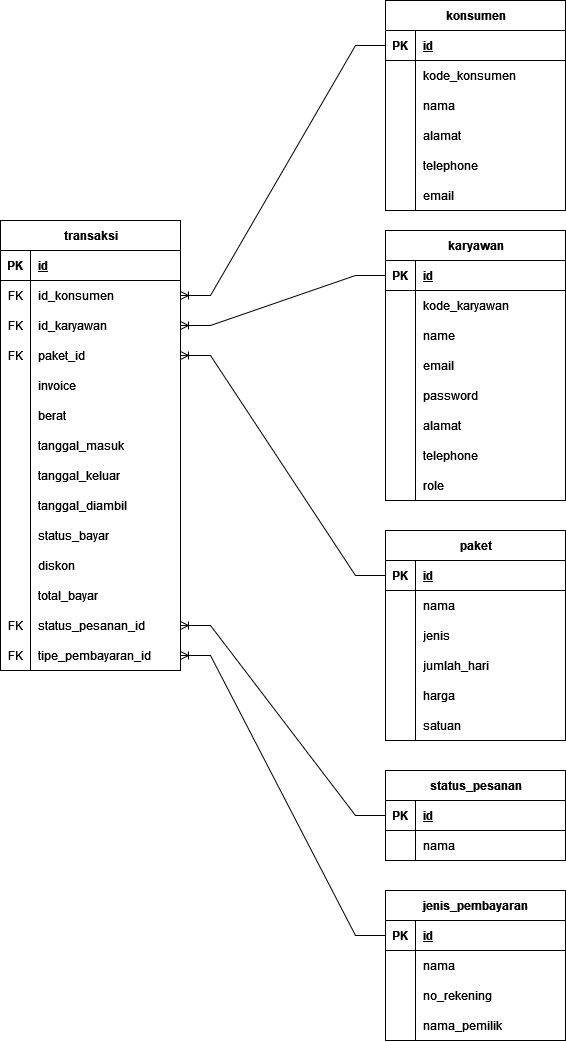 konsumen
PK id
kode_konsumen
nama
alamat
telephone
email
transaksi
PK id
FK id_konsumen
FK id_karyawan
FK paket_id
invoice
berat
tanggal_masuk
tanggal_keluar
tanggal_diambil
status_bayar
diskon
total_bayar
FK status_pesanan_id
FK tipe_pembayaran_id
karyawan
PK id
kode_karyawan
name
email
password
alamat
telephone
role
paket
PK id
nama
jenis
jumlah_hari
harga
satuan
status_pesanan
PK id
nama
jenis_pembayaran
PK id
nama
no_rekening
nama_pemilik